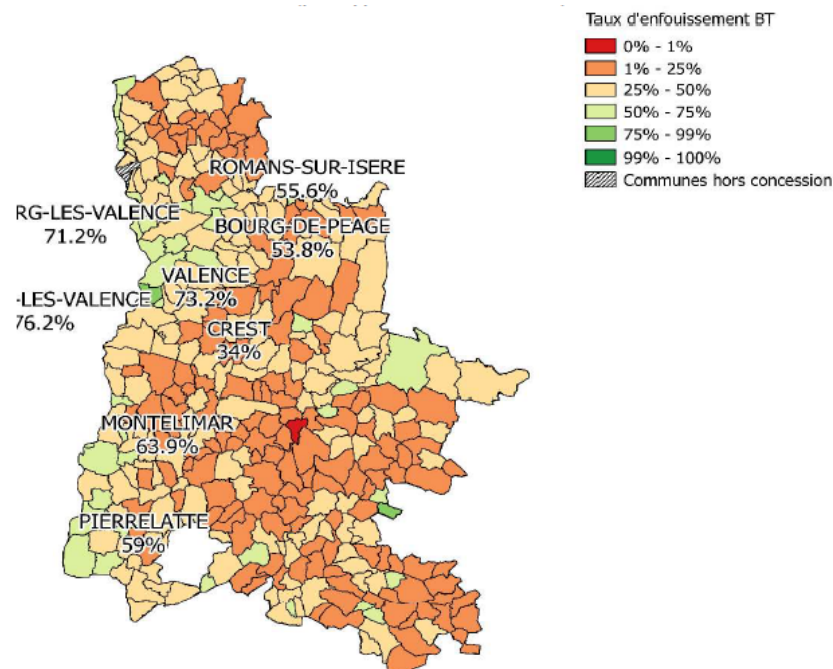 Taux d'enfouissement BT
0% - 1%
1% - 25%
25% - 50%
50% - 75%
75% - 99%
99% - 100%
Communes hors concession
ROMANS-SUR-ISERE
55.6%
RG-LES-VALENCE
71.2%
BOURG-DE-PEAGE
53.8%
VALENCE
73.2%
-LES-VALENCE
76.2%
CREST
34%
MONTELIMAR
63.9%
PIERRELATTE
59%